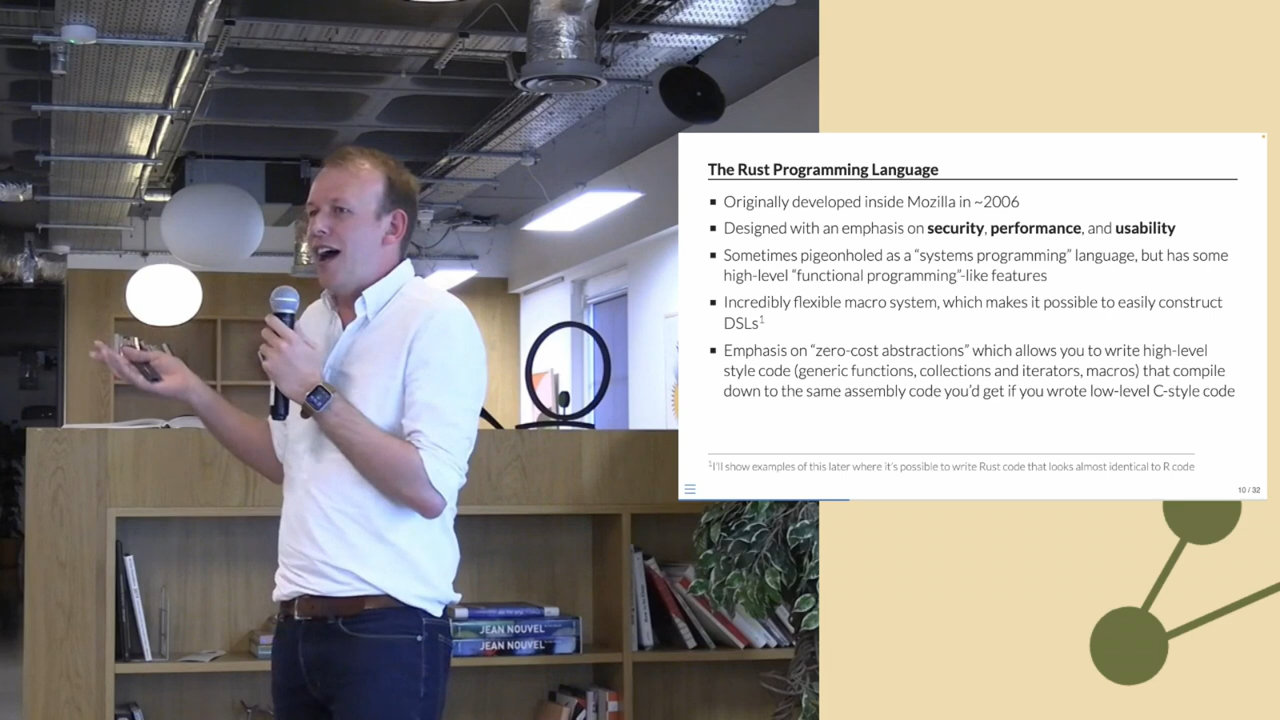 The Rust Programming Language
▪ Originally developed inside Mozilla in ~2006
▪ Designed with an emphasis on security, performance, and usability
▪ Sometimes pigeonholed as a “systems programming” language, but has some
high-level “functional programming”-like features
▪ Incredibly flexible macro system, which makes it possible to easily construct
DSLs¹
▪ Emphasis on “zero-cost abstractions” which allows you to write high-level
style code (generic functions, collections and iterators, macros) that compile
down to the same assembly code you’d get if you wrote low-level C-style code
¹I’ll show examples of this later where it’s possible to write Rust code that looks almost identical to R code
10 / 32
JEAN NOUVEL
JEAN NOUVEL